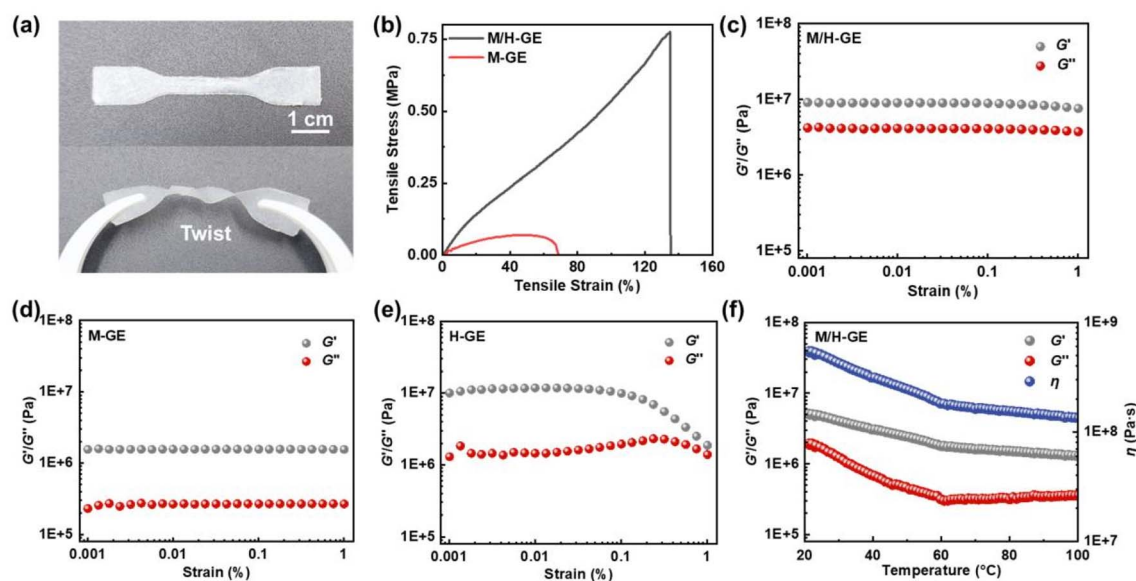 (a)
1 cm
Twist
(b)
M/H-GE
M-GE
0.75
0.50
0.25
0.00
0 40 80 120 160
Tensile Stress (MPa)
Tensile Strain (%)
(c)
M/H-GE
G'
G''
1E+8
1E+7
1E+6
1E+5
0.001 0.01 0.1 1
G'/G'' (Pa)
Strain (%)
(d)
M-GE
G'
G''
1E+8
1E+7
1E+6
1E+5
0.001 0.01 0.1 1
G'/G'' (Pa)
Strain (%)
(e)
H-GE
G'
G''
1E+8
1E+7
1E+6
1E+5
0.001 0.01 0.1 1
G'/G'' (Pa)
Strain (%)
(f)
M/H-GE
G'
G''
η
1E+8
1E+7
1E+6
1E+5
1E+9
1E+8
1E+7
20 40 60 80 100
G'/G'' (Pa)
η (Pa·s)
Temperature (°C)